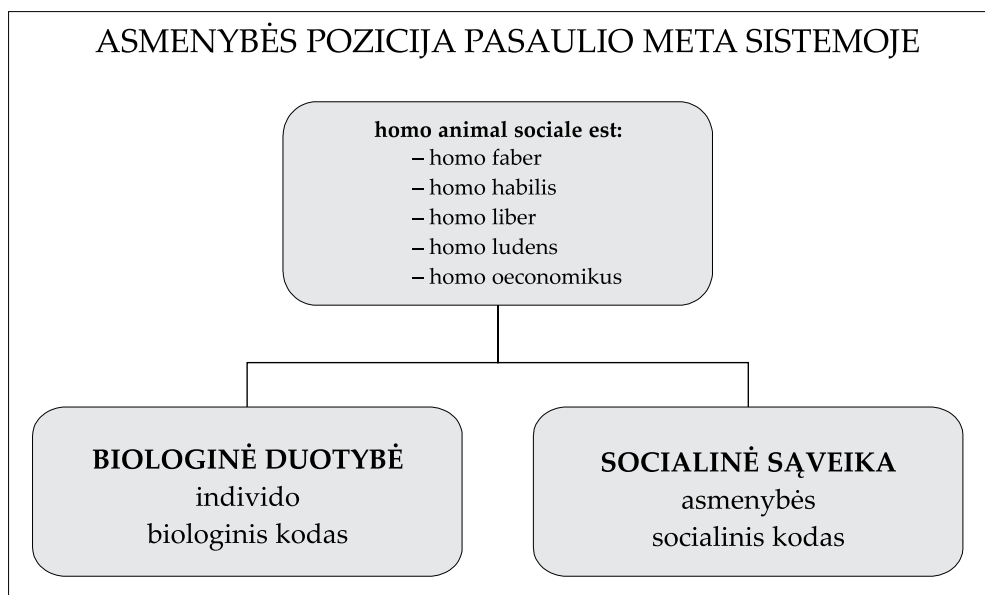 ASMENYBĖS POZICIJA PASAULIO META SISTEMOJE
homo animal sociale est:
– homo faber
– homo habilis
– homo liber
– homo ludens
– homo oeconomikus
BIOLOGINĖ DUOTYBĖ
individo
biologinis kodas
SOCIALINĖ SĄVEIKA
asmenybės
socialinis kodas